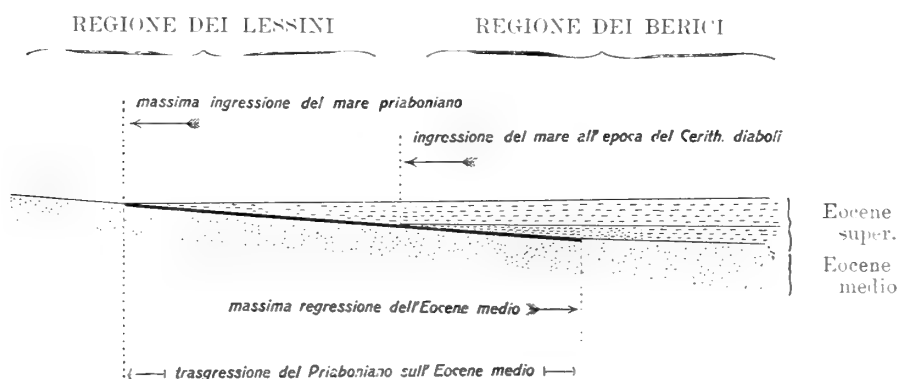 REGIONE DEI LESSINI
REGIONE DEI BERICI
massima ingressione del mare priaboniano
ingressione del mare all'epoca del Cerith. diaboli
Eocene
super.
Eocene
medio
massima regressione dell'Eocene medio
trasgressione del Priaboniano sull'Eocene medio